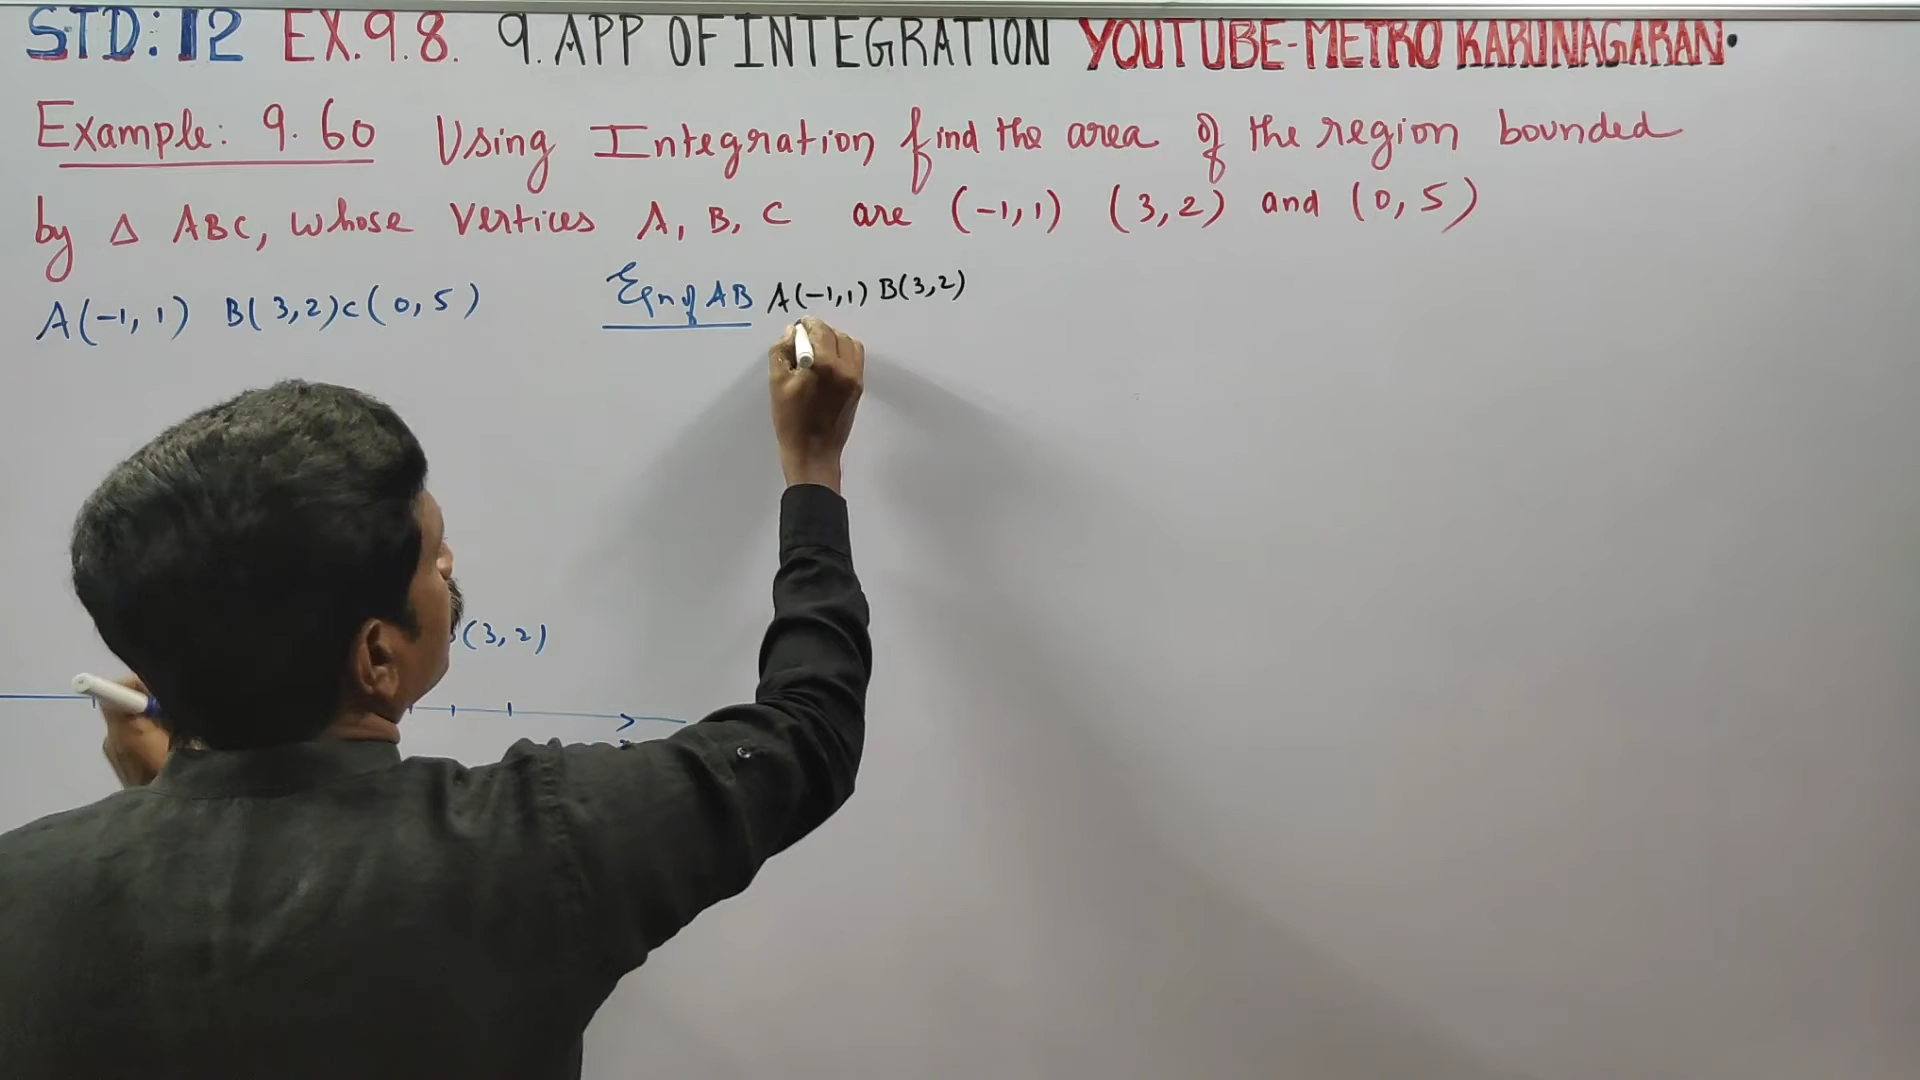 STD: 12 EX.9.8. 9. APP OF INTEGRATION YOUTUBE-METRO KARUNAGARAN.
Example: 9.60 Using Integration find the area of the region bounded
by Δ ABC, whose vertices A, B, C are (-1,1) (3,2) and (0,5)
A(-1,1) B(3,2) C(0,5)
Eqn of AB A(-1,1) B(3,2)
(3,2)